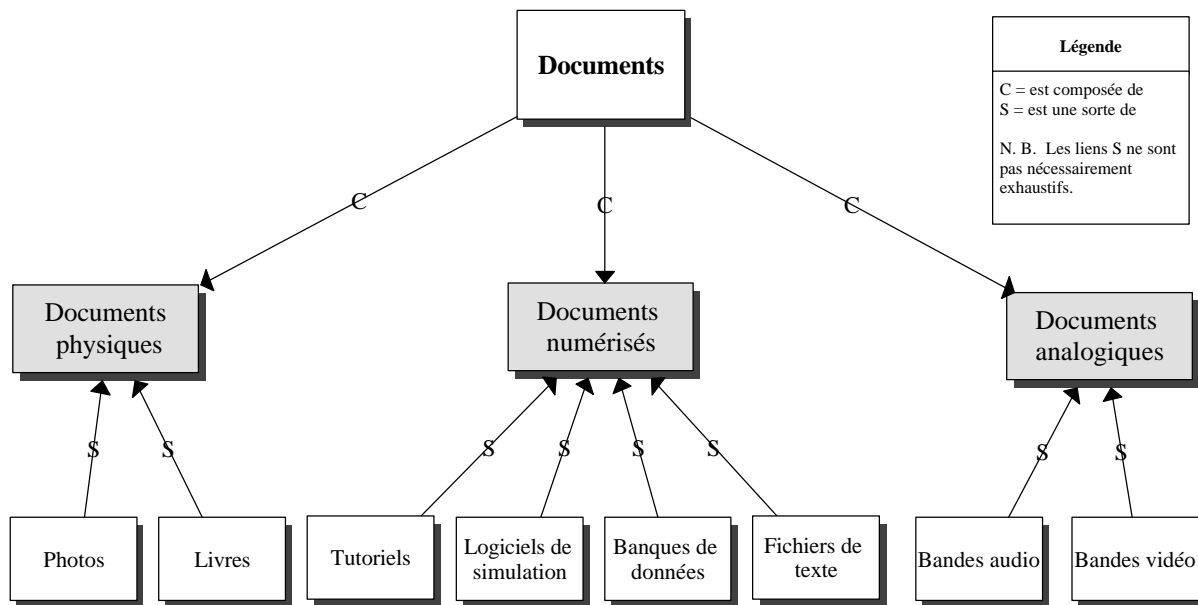 Documents
Légende
C = est composée de
S = est une sorte de
N. B. Les liens S ne sont
pas nécessairement
exhaustifs.
C
C
C
Documents
physiques
Documents
numérisés
Documents
analogiques
S
S
S
S
S
S
S
S
Photos
Livres
Tutoriels
Logiciels de
simulation
Banques de
données
Fichiers de
texte
Bandes audio
Bandes vidéo